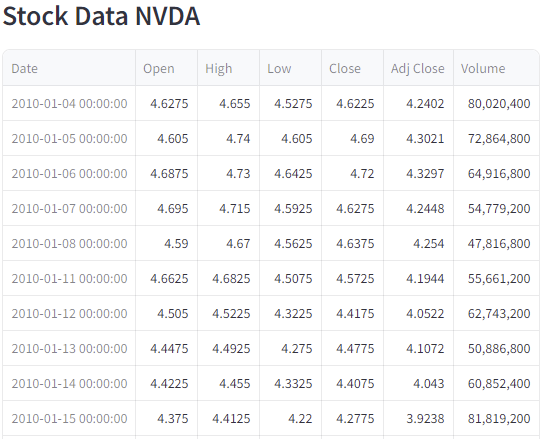 Stock Data NVDA
Date Open High Low Close Adj Close Volume
2010-01-04 00:00:00 4.6275 4.655 4.5275 4.6225 4.2402 80,020,400
2010-01-05 00:00:00 4.605 4.74 4.605 4.69 4.3021 72,864,800
2010-01-06 00:00:00 4.6875 4.73 4.6425 4.72 4.3297 64,916,800
2010-01-07 00:00:00 4.695 4.715 4.5925 4.6275 4.2448 54,779,200
2010-01-08 00:00:00 4.59 4.67 4.5625 4.6375 4.254 47,816,800
2010-01-11 00:00:00 4.6625 4.6825 4.5075 4.5725 4.1944 55,661,200
2010-01-12 00:00:00 4.505 4.5225 4.3225 4.4175 4.0522 62,743,200
2010-01-13 00:00:00 4.4475 4.4925 4.275 4.4775 4.1072 50,886,800
2010-01-14 00:00:00 4.4225 4.455 4.3325 4.4075 4.043 60,852,400
2010-01-15 00:00:00 4.375 4.4125 4.22 4.2775 3.9238 81,819,200